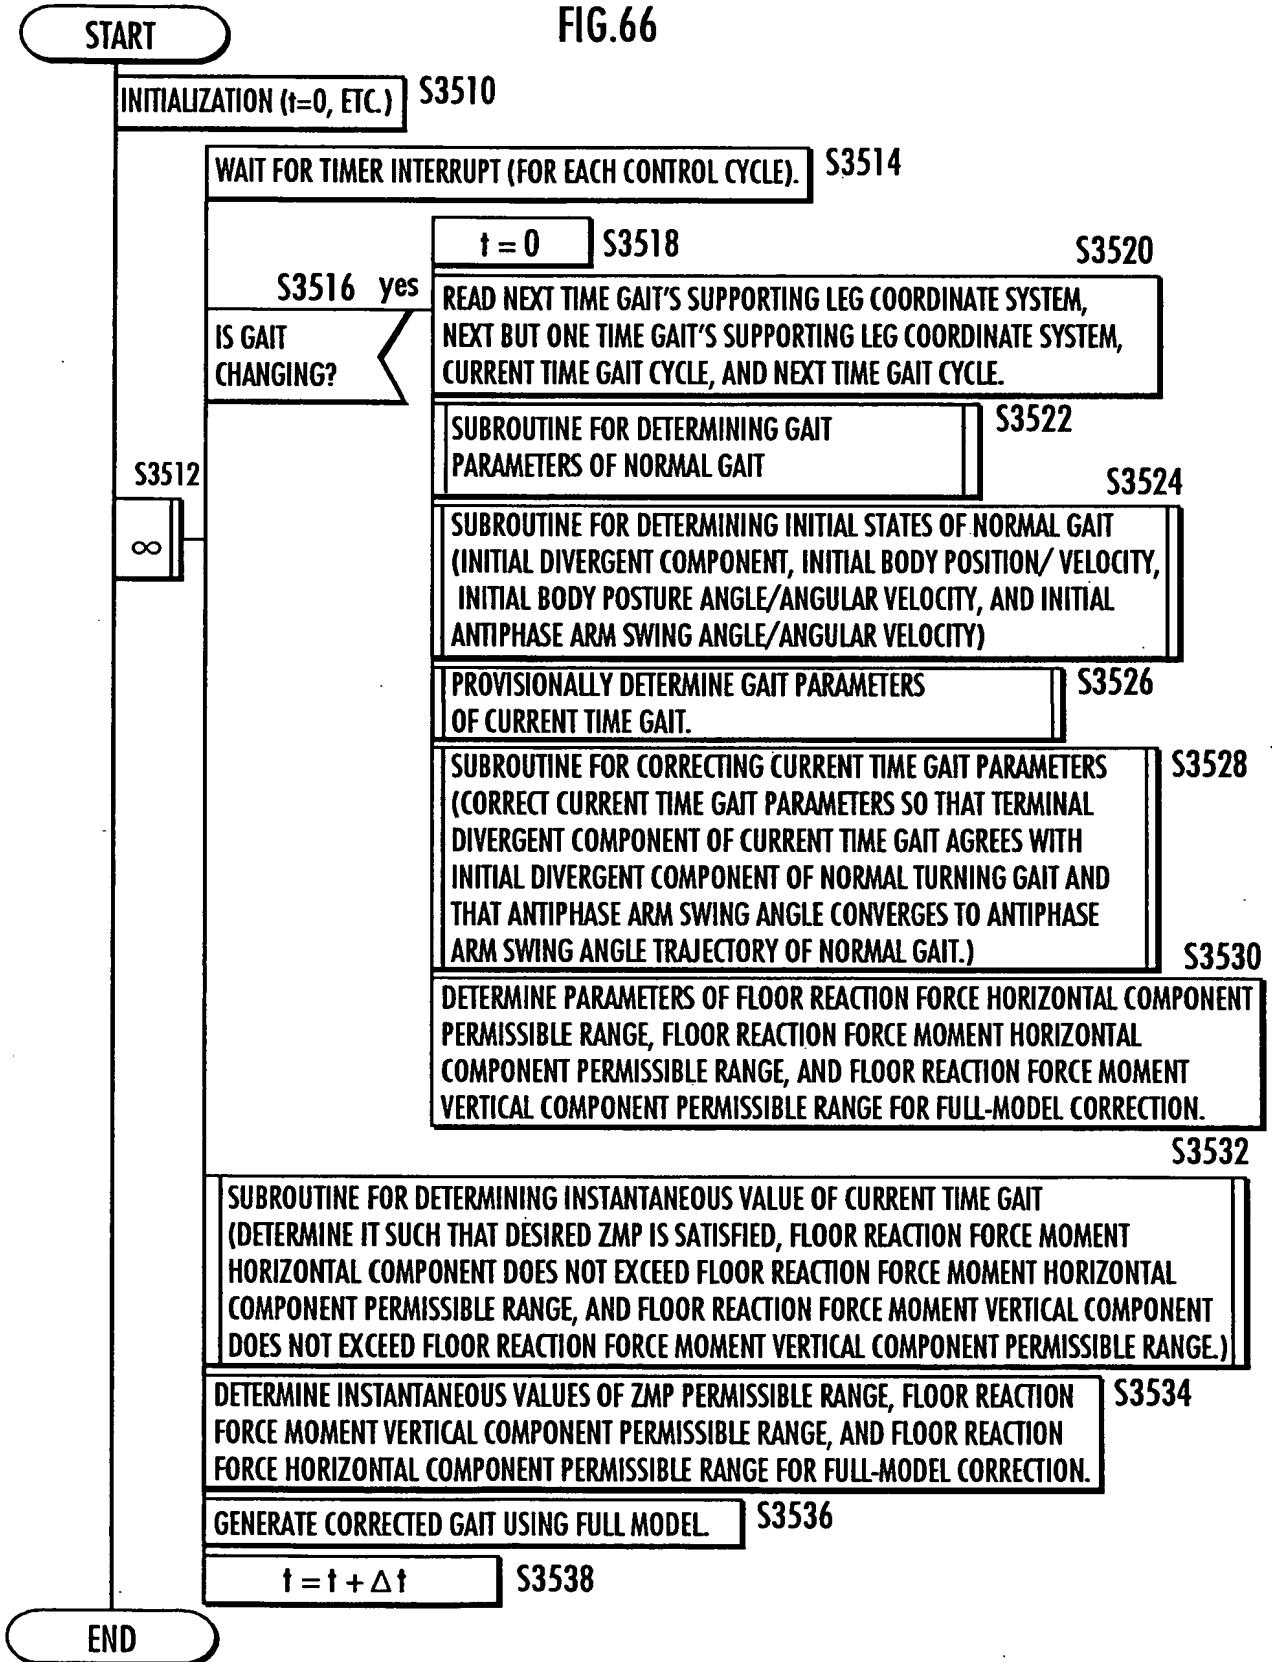 FIG.66
START
INITIALIZATION (t=0, ETC.)
S3510
WAIT FOR TIMER INTERRUPT (FOR EACH CONTROL CYCLE).
S3514
t = 0
S3518
S3520
S3516 yes
IS GAIT
CHANGING?
READ NEXT TIME GAIT'S SUPPORTING LEG COORDINATE SYSTEM,
NEXT BUT ONE TIME GAIT'S SUPPORTING LEG COORDINATE SYSTEM,
CURRENT TIME GAIT CYCLE, AND NEXT TIME GAIT CYCLE.
SUBROUTINE FOR DETERMINING GAIT
PARAMETERS OF NORMAL GAIT
S3522
S3512
∞
S3524
SUBROUTINE FOR DETERMINING INITIAL STATES OF NORMAL GAIT
(INITIAL DIVERGENT COMPONENT, INITIAL BODY POSITION/ VELOCITY,
INITIAL BODY POSTURE ANGLE/ANGULAR VELOCITY, AND INITIAL
ANTIPHASE ARM SWING ANGLE/ANGULAR VELOCITY)
PROVISIONALLY DETERMINE GAIT PARAMETERS
OF CURRENT TIME GAIT.
S3526
SUBROUTINE FOR CORRECTING CURRENT TIME GAIT PARAMETERS
(CORRECT CURRENT TIME GAIT PARAMETERS SO THAT TERMINAL
DIVERGENT COMPONENT OF CURRENT TIME GAIT AGREES WITH
INITIAL DIVERGENT COMPONENT OF NORMAL TURNING GAIT AND
THAT ANTIPHASE ARM SWING ANGLE CONVERGES TO ANTIPHASE
ARM SWING ANGLE TRAJECTORY OF NORMAL GAIT.)
S3528
S3530
DETERMINE PARAMETERS OF FLOOR REACTION FORCE HORIZONTAL COMPONENT
PERMISSIBLE RANGE, FLOOR REACTION FORCE MOMENT HORIZONTAL
COMPONENT PERMISSIBLE RANGE, AND FLOOR REACTION FORCE MOMENT
VERTICAL COMPONENT PERMISSIBLE RANGE FOR FULL-MODEL CORRECTION.
S3532
SUBROUTINE FOR DETERMINING INSTANTANEOUS VALUE OF CURRENT TIME GAIT
(DETERMINE IT SUCH THAT DESIRED ZMP IS SATISFIED, FLOOR REACTION FORCE MOMENT
HORIZONTAL COMPONENT DOES NOT EXCEED FLOOR REACTION FORCE MOMENT HORIZONTAL
COMPONENT PERMISSIBLE RANGE, AND FLOOR REACTION FORCE MOMENT VERTICAL COMPONENT
DOES NOT EXCEED FLOOR REACTION FORCE MOMENT VERTICAL COMPONENT PERMISSIBLE RANGE.)
DETERMINE INSTANTANEOUS VALUES OF ZMP PERMISSIBLE RANGE, FLOOR REACTION
FORCE MOMENT VERTICAL COMPONENT PERMISSIBLE RANGE, AND FLOOR REACTION
FORCE HORIZONTAL COMPONENT PERMISSIBLE RANGE FOR FULL-MODEL CORRECTION.
S3534
GENERATE CORRECTED GAIT USING FULL MODEL.
S3536
t = t + Δt
S3538
END